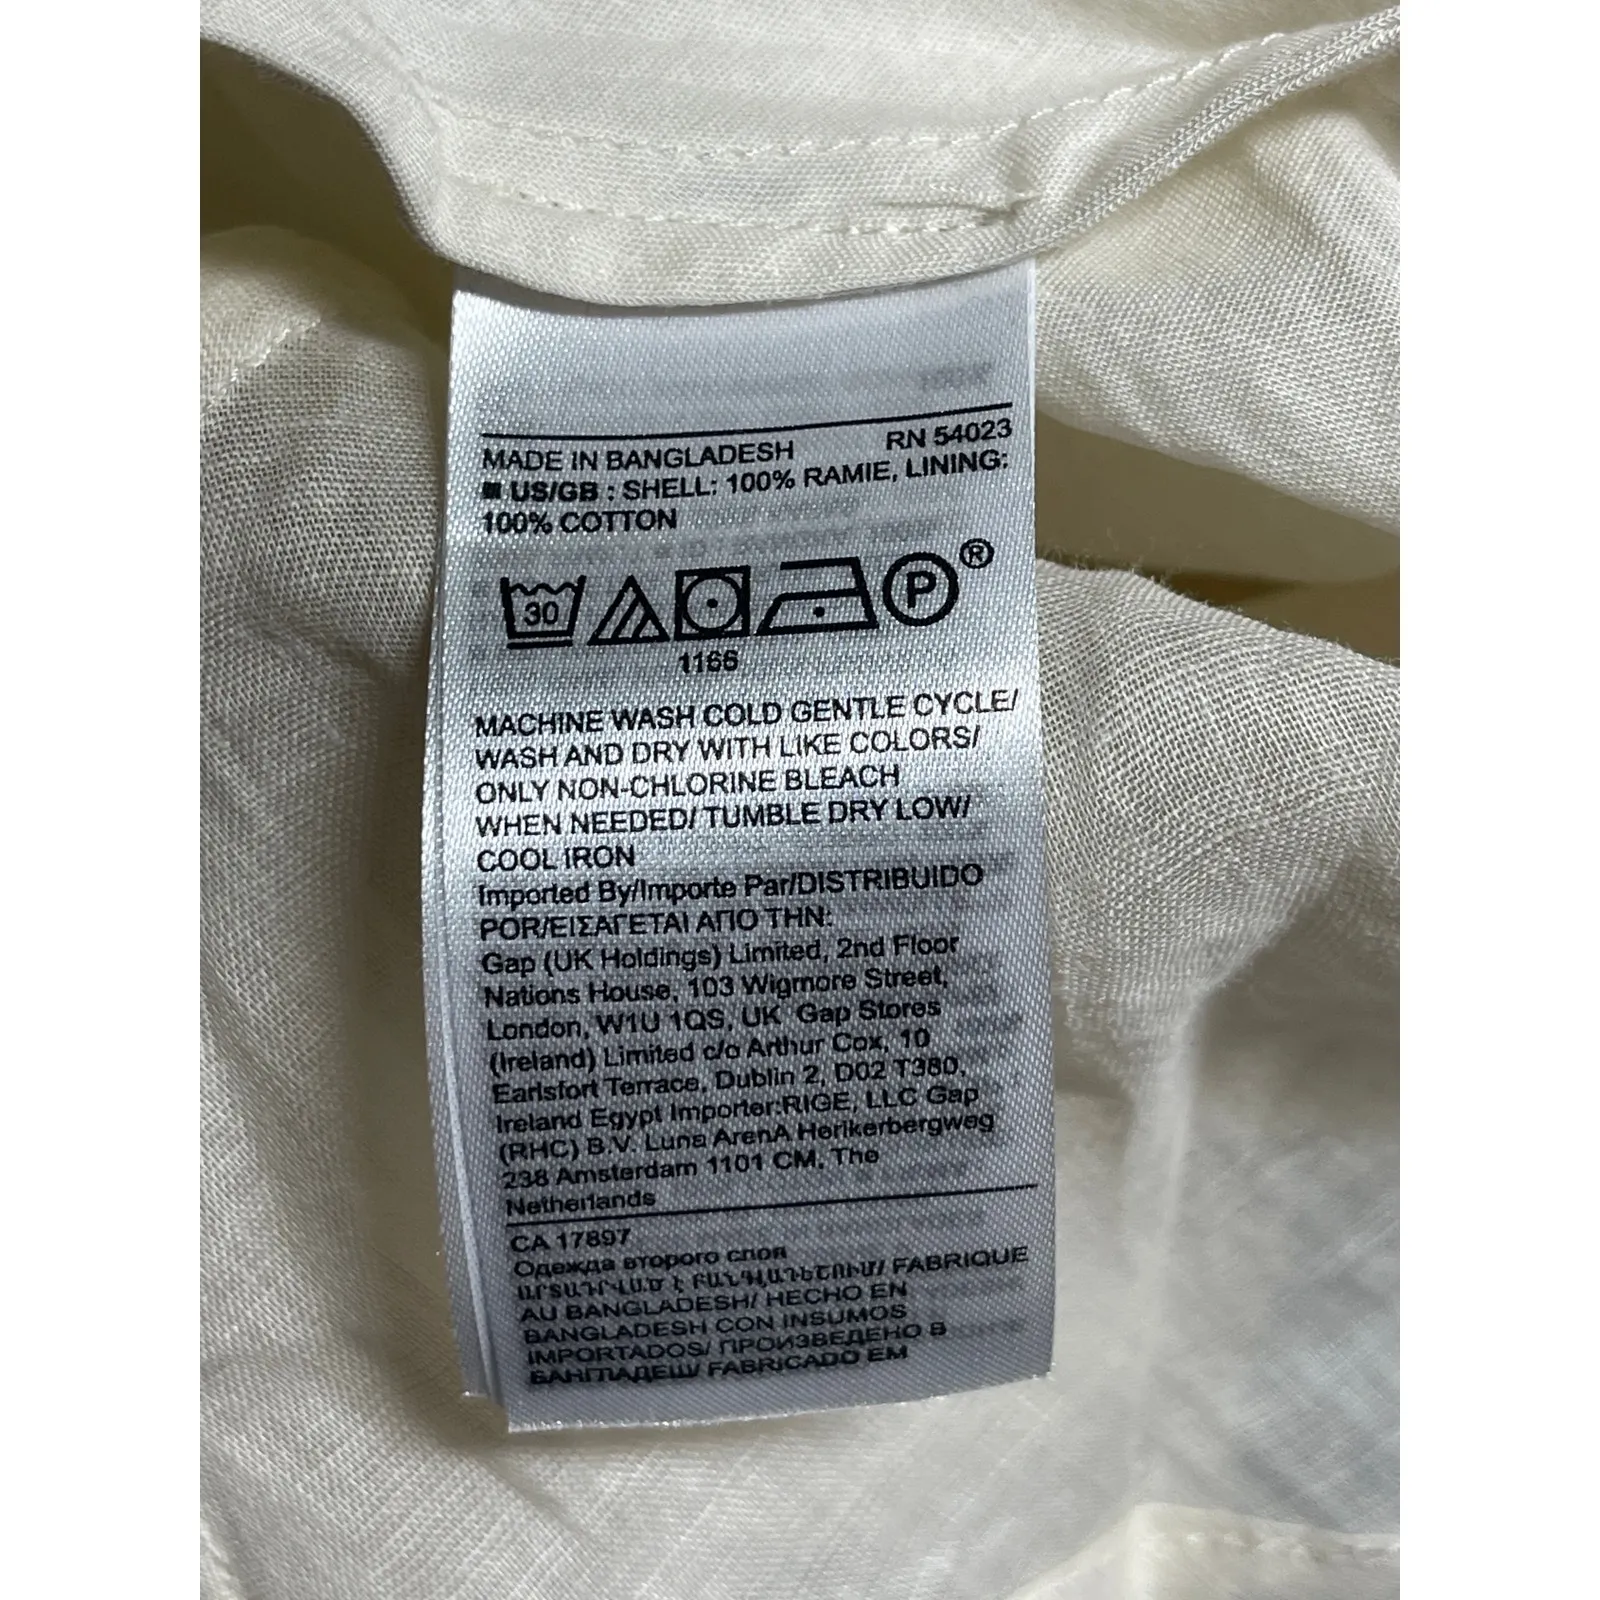 MADE IN BANGLADESH RN 54023
US/GB : SHELL: 100% RAMIE, LINING:
100% COTTON
30 P ®
1166
MACHINE WASH COLD GENTLE CYCLE/
WASH AND DRY WITH LIKE COLORS/
ONLY NON-CHLORINE BLEACH
WHEN NEEDED/ TUMBLE DRY LOW/
COOL IRON
Imported By/Importe Par/DISTRIBUIDO
POR/ΕΙΣΑΓΕΤΑΙ ΑΠΟ ΤΗΝ:
Gap (UK Holdings) Limited, 2nd Floor
Nations House, 103 Wigmore Street,
London, W1U 1QS, UK Gap Stores
(Ireland) Limited c/o Arthur Cox, 10
Earlsfort Terrace, Dublin 2, D02 T380,
Ireland Egypt Importer:RIGE, LLC Gap
(RHC) B.V. Luna ArenA Herikerbergweg
238 Amsterdam 1101 CM, The
Netherlands
CA 17897
Одежда второго слоя
ԱՐՏԱԴՐՎԱԾ Է ԲԱՆԳԼԱԴԵՇՈՒՄ/ FABRIQUE
AU BANGLADESH/ HECHO EN
BANGLADESH CON INSUMOS
IMPORTADOS/ ПРОИЗВЕДЕНО В
БАНГЛАДЕШ/ FABRICADO EM